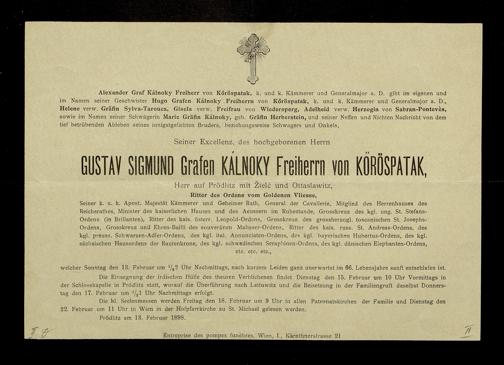 Alexander Graf Kálnoky Freiherr von Köröspatak, k. und k. Kämmerer und Generalmajor a. D. gibt im eigenen und
im Namen seiner Geschwister Hugo Grafen Kálnoky Freiherrn von Köröspatak, k. und k. Kämmerer und Generalmajor a. D.,
Helene verw. Gräfin Sylva-Tarouca, Gisela verw. Freifrau von Wiedersperg, Adelheid verw. Herzogin von Sabran-Pontevès,
sowie im Namen seiner Schwägerin Marie Gräfin Kálnoky, geb. Gräfin Herberstein, und seiner Neffen und Nichten Nachricht von dem
tief betrübenden Ableben seines innigstgeliebten Bruders, beziehungsweise Schwagers und Onkels,
Seiner Excellenz, des hochgeborenen Herrn
GUSTAV SIGMUND Grafen KÁLNOKY Freiherrn von KÖRÖSPATAK,
Herr auf Prödlitz mit Žielč und Ottaslawitz,
Ritter des Ordens vom Goldenen Vliesse,
Seiner k. u. k. Apost. Majestät Kämmerer und Geheimer Rath, General der Cavallerie, Mitglied des Herrenhauses des
Reichsrathes, Minister des kaiserlichen Hauses und des Aeussern im Ruhestande, Grosskreuz des kgl. ung. St. Stefan-
Ordens (in Brillanten), Ritter des kais. österr. Leopold-Ordens, Grosskreuz des grossherzogl. toscanischen St. Josephs-
Ordens, Grosskreuz und Ehren-Bailli des souveränen Malteser-Ordens, Ritter des kais. russ. St. Andreas-Ordens, des
kgl. preuss. Schwarzen Adler-Ordens, des kgl. ital. Annunciaten-Ordens, des kgl. bayrischen Hubertus-Ordens, des kgl.
sächsischen Hausordens der Rautenkrone, des kgl. schwedischen Seraphinen-Ordens, des kgl. dänischen Elephanten-Ordens,
etc. etc. etc.,
welcher Sonntag den 13. Februar um Uhr Nachmittags, nach kurzem Leiden ganz unerwartet im 66. Lebensjahre sanft entschlafen ist.
Die Einsegnung der irdischen Hülle des theuren Verblichenen findet Dienstag den 15. Februar um 10 Uhr Vormittags in
der Schlosskapelle in Prödlitz statt, worauf die Überführung nach Lettowitz und die Beisetzung in der Familiengruft daselbst Donners-
tag den 17. Februar um Uhr Nachmittags erfolgt.
Die hl. Seelenmessen werden Freitag den 18. Februar um 9 Uhr in allen Patronatskirchen der Familie und Dienstag den
22. Februar um 11 Uhr in Wien in der Hofpfarrkirche zu St. Michael gelesen werden.
Prödlitz am 13. Februar 1898.
Entreprise des pompes funèbres, Wien, I., Kärnthnerstrasse 21